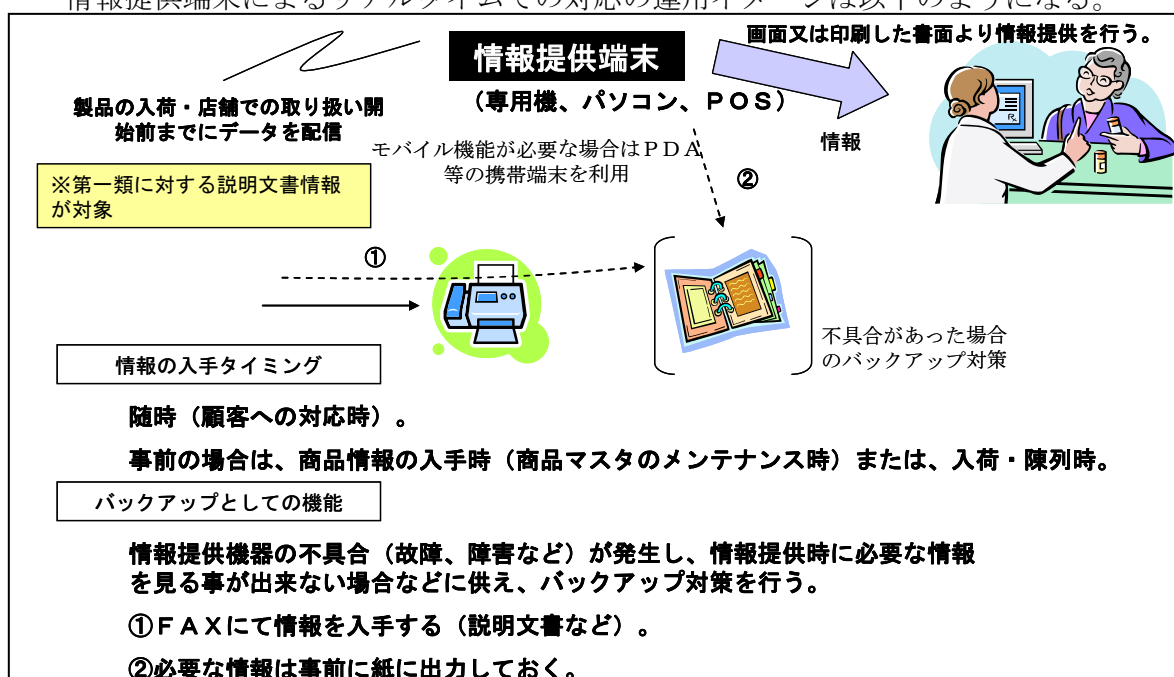 情報提供端末によるリアルタイムでの対応の運用イメージは以下のようになる。
画面又は印刷した書面より情報提供を行う。
情報提供端末
（専用機、パソコン、ＰＯＳ）
製品の入荷・店舗での取り扱い開
始前までにデータを配信
モバイル機能が必要な場合はＰＤＡ
等の携帯端末を利用
情報
※第一類に対する説明文書情報
が対象
②
①
不具合があった場合
のバックアップ対策
情報の入手タイミング
随時（顧客への対応時）。
事前の場合は、商品情報の入手時（商品マスタのメンテナンス時）または、入荷・陳列時。
バックアップとしての機能
情報提供機器の不具合（故障、障害など）が発生し、情報提供時に必要な情報
を見る事が出来ない場合などに供え、バックアップ対策を行う。
①ＦＡＸにて情報を入手する（説明文書など）。
②必要な情報は事前に紙に出力しておく。